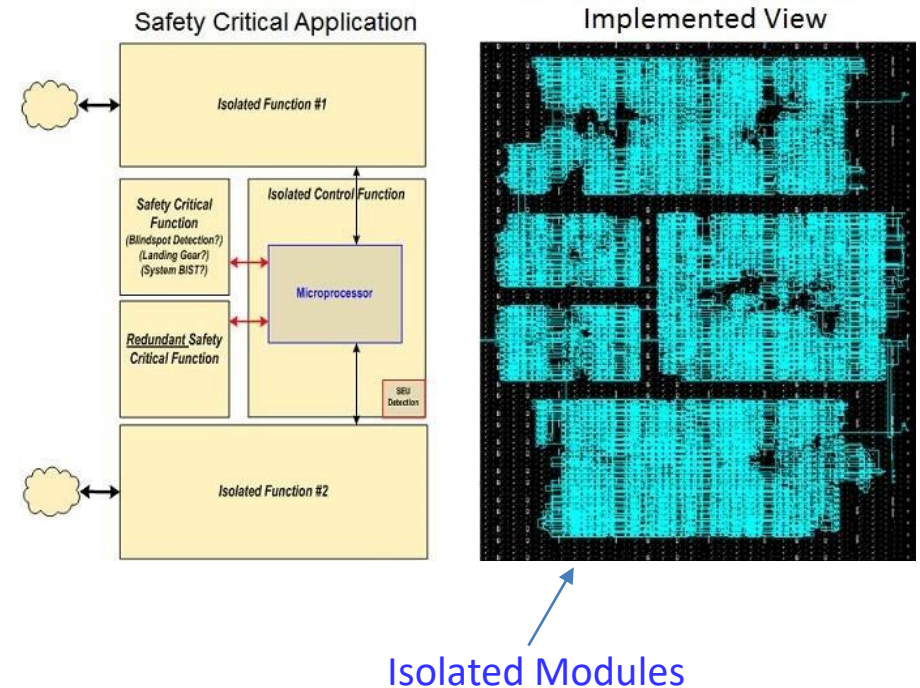 Safety Critical Application
Implemented View
Isolated Function #1
Safety Critical
Function
(Blindspot Detection?)
(Landing Gear?)
(System BIST?)
Isolated Control Function
Microprocessor
Redundant Safety
Critical Function
SEU
Detection
Isolated Function #2
Isolated Modules